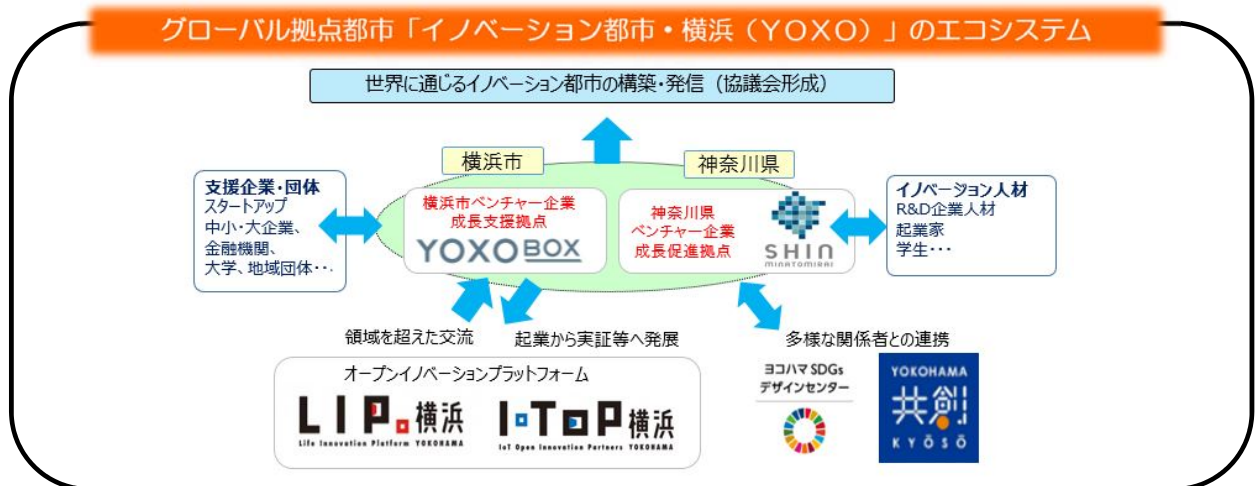 グローバル拠点都市「イノベーション都市・横浜（YOXO）」のエコシステム
世界に通じるイノベーション都市の構築・発信（協議会形成）
横浜市
神奈川県
支援企業・団体
スタートアップ
中小・大企業、
金融機関、
大学、地域団体・・・
横浜市ベンチャー企業
成長支援拠点
YOXO BOX
神奈川県
ベンチャー企業
成長促進拠点
SHIN
MINATOMIRAI
イノベーション人材
R&D企業人材
起業家
学生・・・
領域を超えた交流
起業から実証等へ発展
多様な関係者との連携
オープンイノベーションプラットフォーム
LIP.横浜
Life Innovation Platform YOKOHAMA
I・TOP横浜
IoT Open Innovation Partners YOKOHAMA
ヨコハマ SDGs
デザインセンター
YOKOHAMA
共創
KYŌSŌ